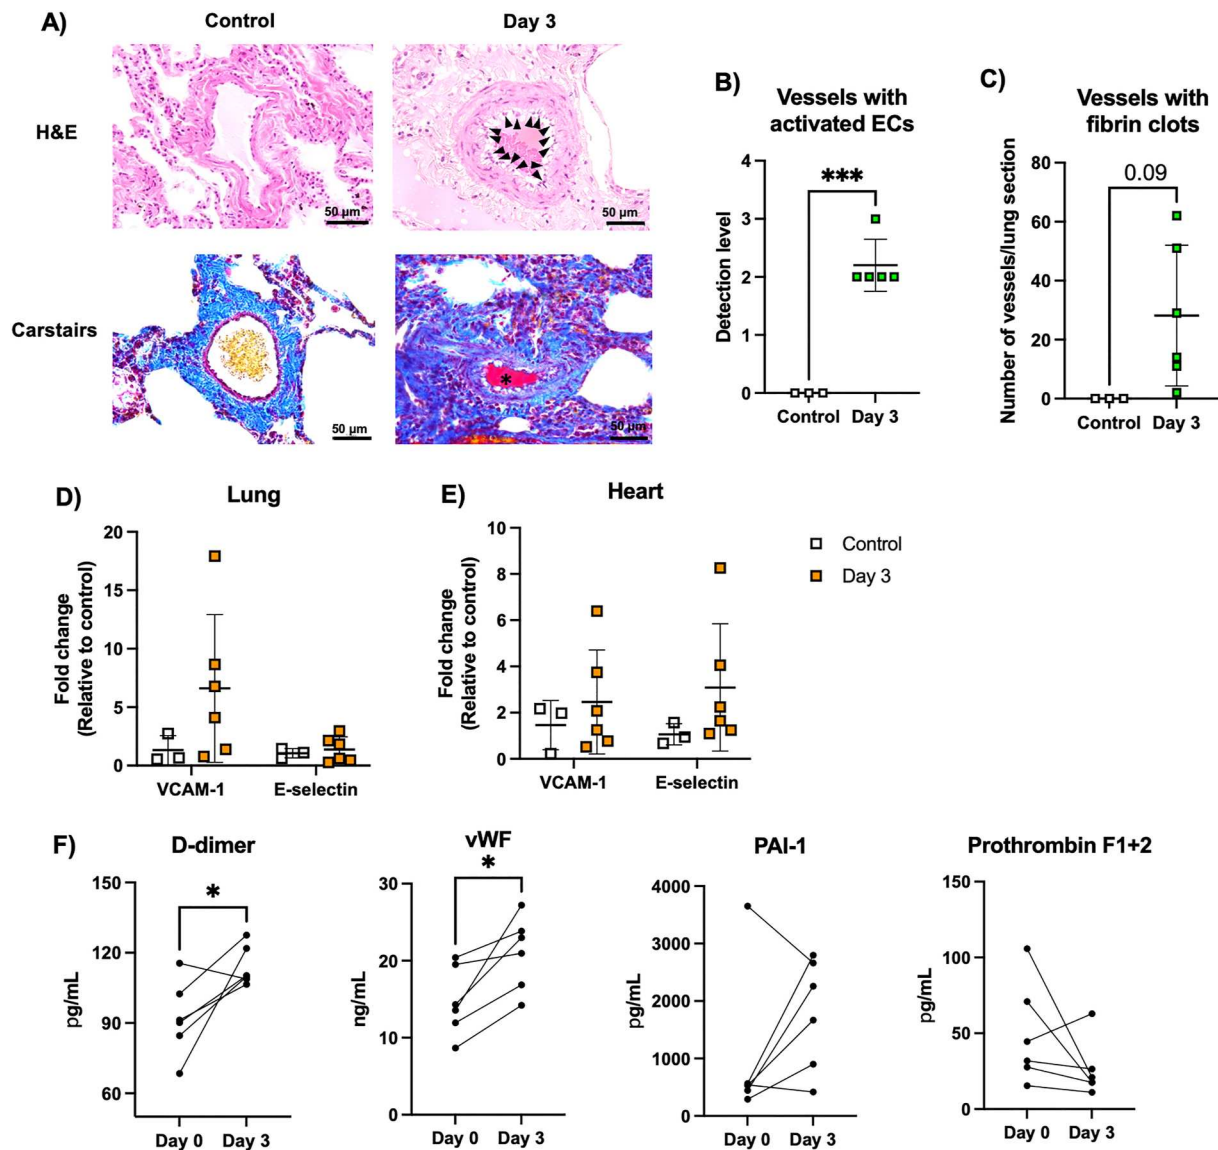 A)
Control
Day 3
H&E
50 µm
50 µm
Carstairs
50 µm
50 µm
*
B)
Vessels with
activated ECs
***
Detection level
4
3
2
1
0
Control
Day 3
C)
Vessels with
fibrin clots
0.09
Number of vessels/lung section
80
60
40
20
0
Control
Day 3
D)
Lung
Fold change
(Relative to control)
20
15
10
5
0
VCAM-1
E-selectin
E)
Heart
Fold change
(Relative to control)
10
8
6
4
2
0
VCAM-1
E-selectin
Control
Day 3
F)
D-dimer
*
pg/mL
150
120
90
60
Day 0
Day 3
vWF
*
ng/mL
30
20
10
0
Day 0
Day 3
PAI-1
pg/mL
4000
3000
2000
1000
0
Day 0
Day 3
Prothrombin F1+2
pg/mL
150
100
50
0
Day 0
Day 3